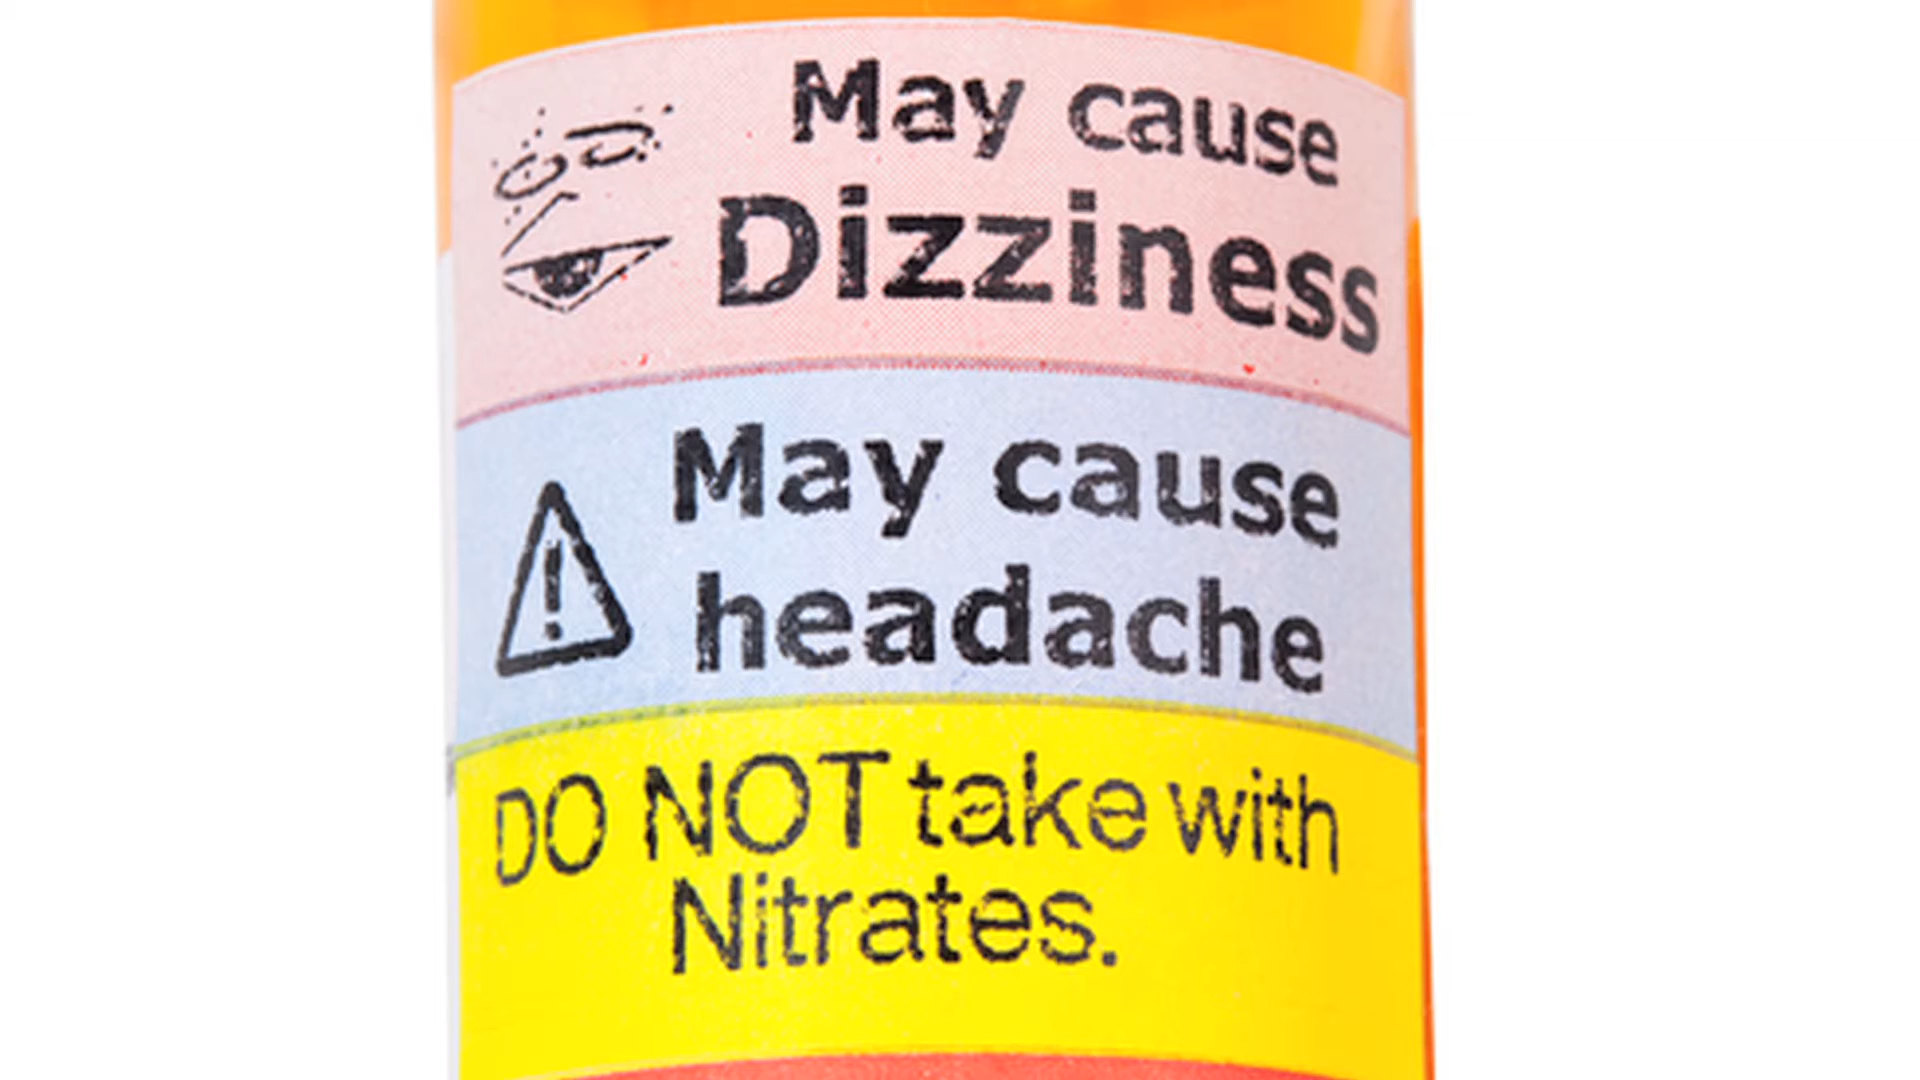 May cause
Dizziness
May cause
headache
DO NOT take with
Nitrates.